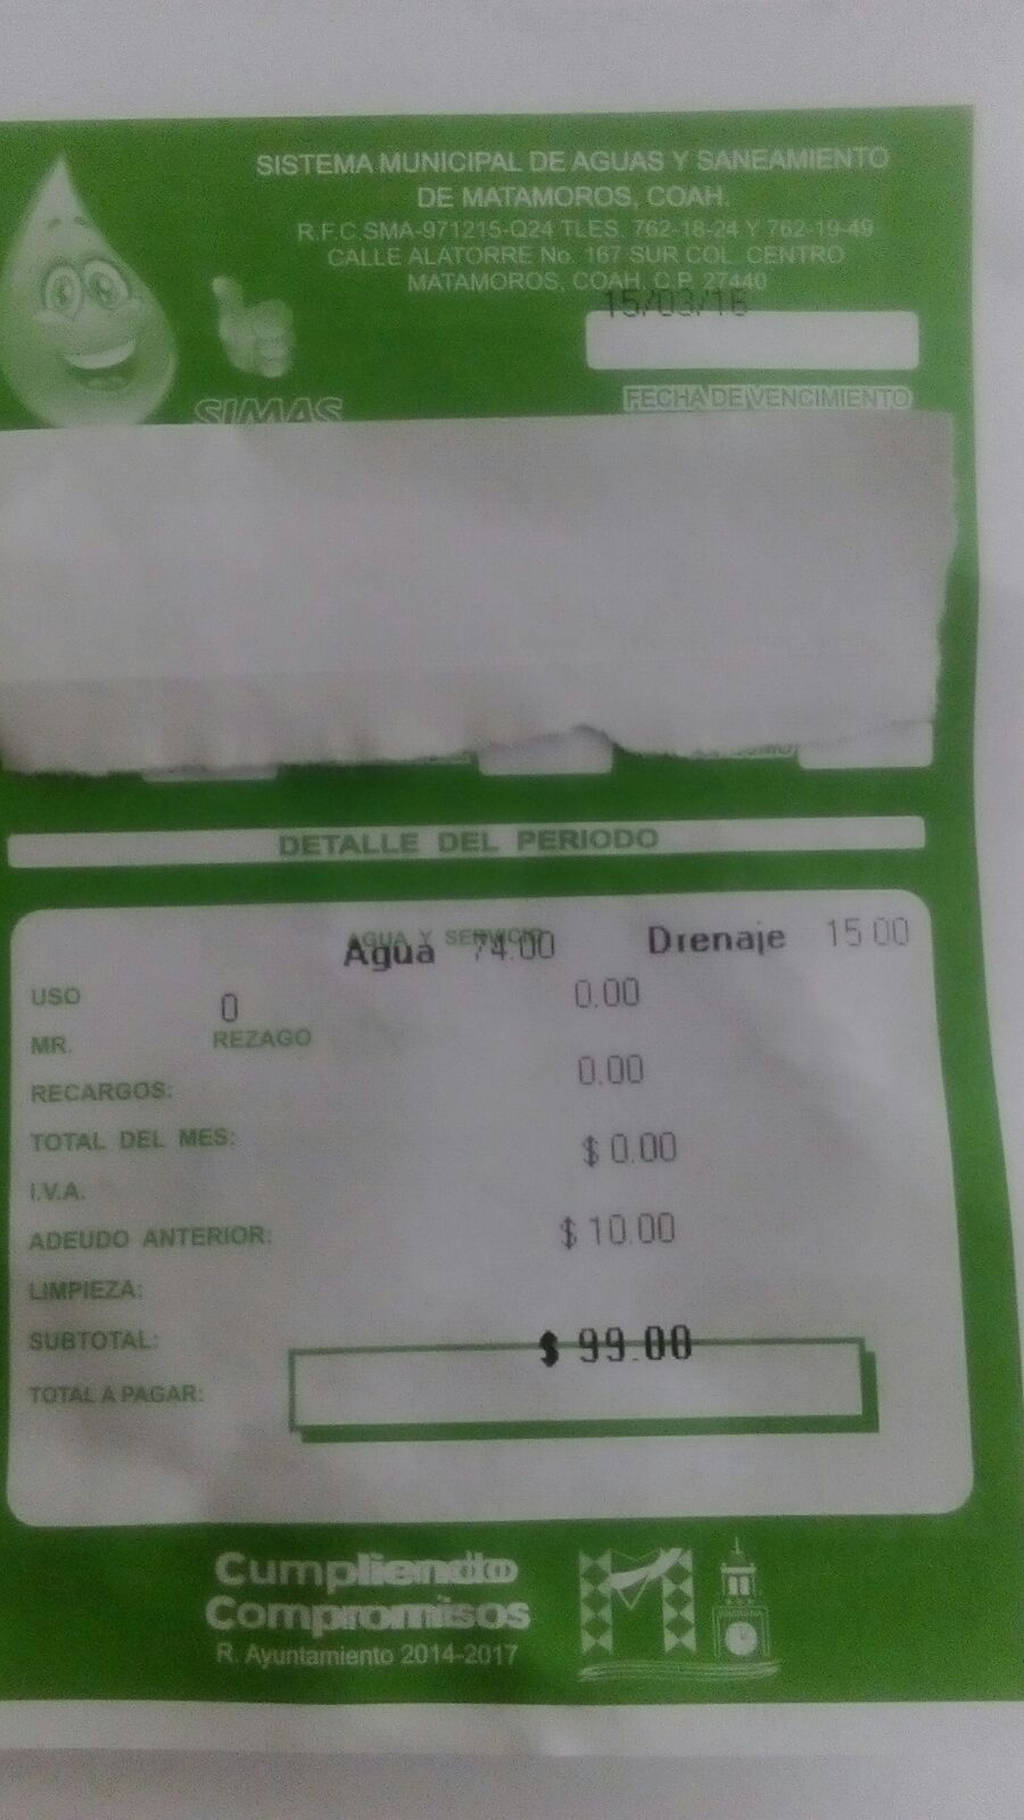 SISTEMA MUNICIPAL DE AGUAS Y SANEAMIENTO
DE MATAMOROS, COAH.
R.F.C. SMA-971215-Q24 TLES. 762-18-24 Y 762-19-49
CALLE ALATORRE No. 167 SUR COL. CENTRO
MATAMOROS, COAH, C.P. 27440
15/03/16
FECHA DE VENCIMIENTO
SIMAS
DETALLE DEL PERIODO
AGUA Y SERVICIO
Agua 74.00 Drenaje 15.00
USO 0 0.00
MR. REZAGO
RECARGOS: 0.00
TOTAL DEL MES: $ 0.00
I.V.A.
ADEUDO ANTERIOR: $ 10.00
LIMPIEZA:
SUBTOTAL: $ 99.00
TOTAL A PAGAR:
Cumpliendo
Compromisos
R. Ayuntamiento 2014-2017